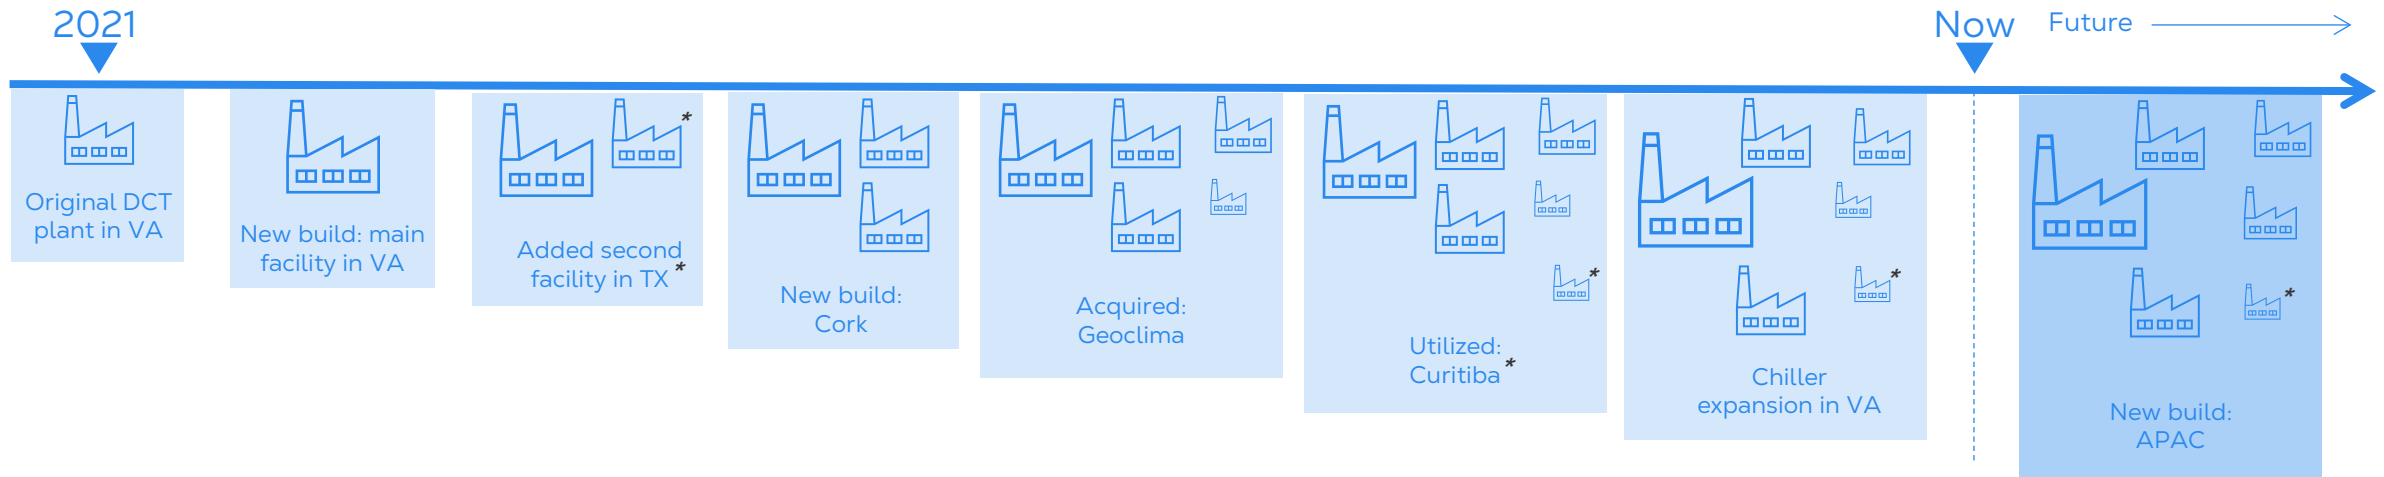 2021
Now
Future
*
Original DCT
plant in VA
New build: main
facility in VA
Added second
facility in TX*
New build:
Cork
Acquired:
Geoclima
*
Utilized:
Curitiba*
*
Chiller
expansion in VA
*
New build:
APAC